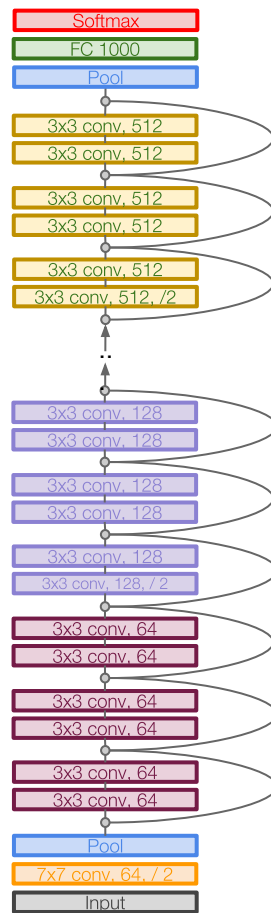 Softmax
FC 1000
Pool
3x3 conv, 512
3x3 conv, 512
3x3 conv, 512
3x3 conv, 512
3x3 conv, 512
3x3 conv, 512, /2
..
.
3x3 conv, 128
3x3 conv, 128
3x3 conv, 128
3x3 conv, 128
3x3 conv, 128
3x3 conv, 128, / 2
3x3 conv, 64
3x3 conv, 64
3x3 conv, 64
3x3 conv, 64
3x3 conv, 64
3x3 conv, 64
Pool
7x7 conv, 64, / 2
Input